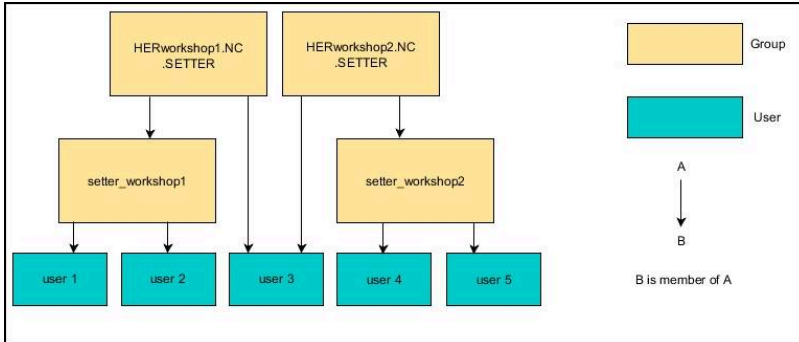 HERworkshop1.NC
.SETTER
HERworkshop2.NC
.SETTER
Group
User
setter_workshop1
setter_workshop2
A
B
user 1
user 2
user 3
user 4
user 5
B is member of A